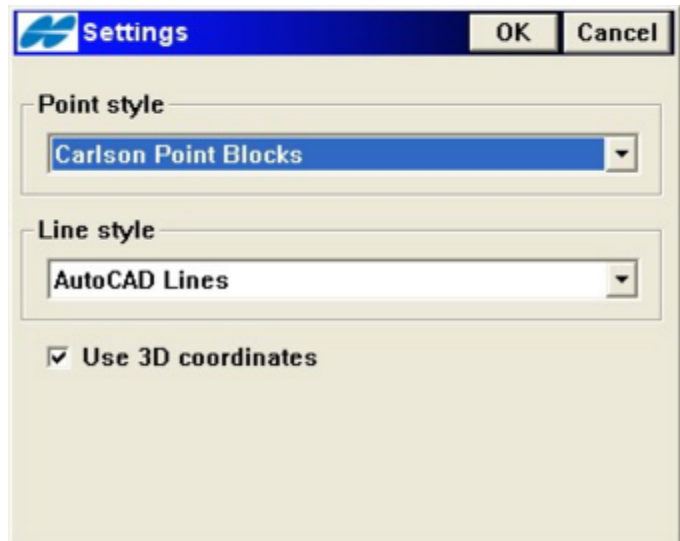 Settings OK Cancel
Point style
Carlson Point Blocks
Line style
AutoCAD Lines
Use 3D coordinates